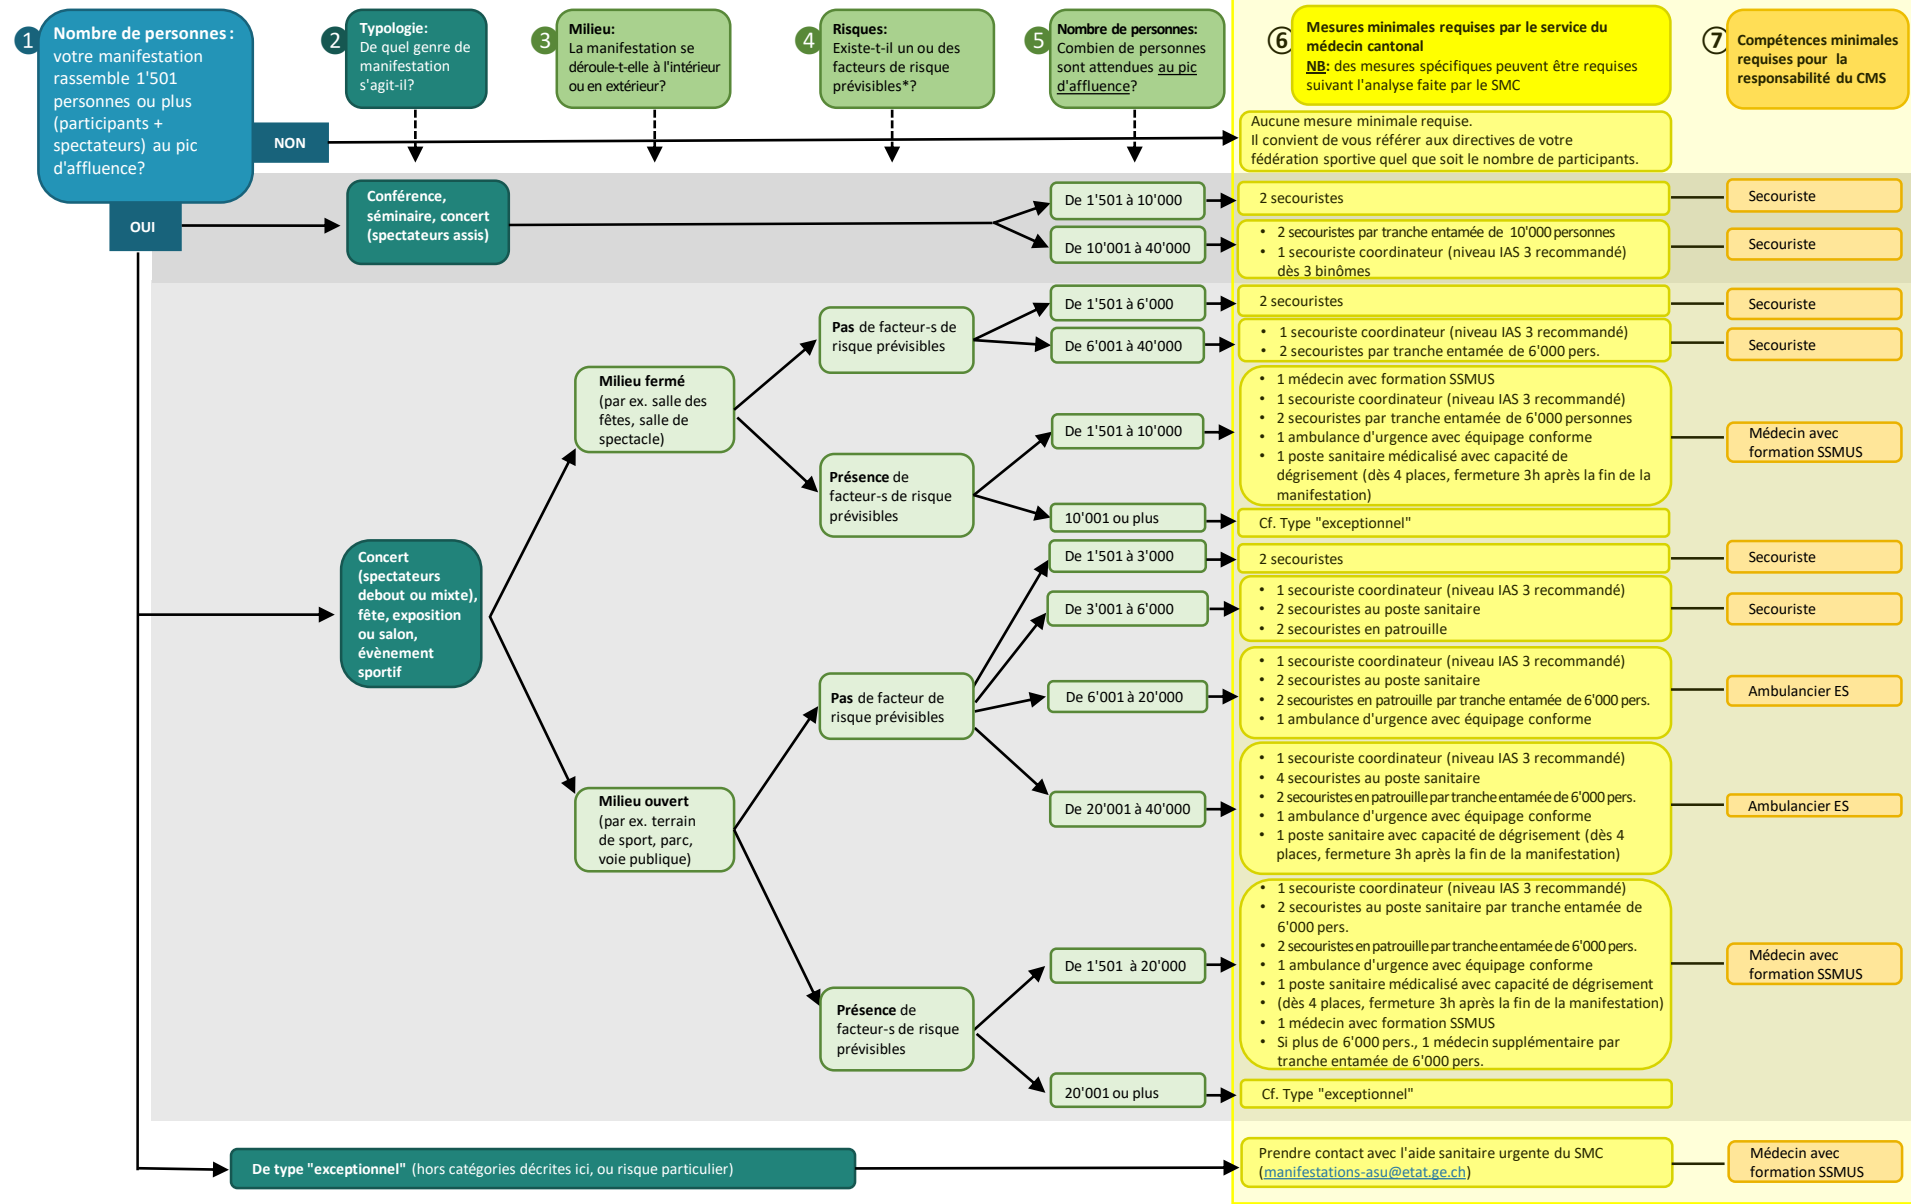 1
Nombre de personnes :
votre manifestation
rassemble 1'501
personnes ou plus
(participants +
spectateurs) au pic
d'affluence?
2
Typologie:
De quel genre de
manifestation
s'agit-il?
3
Milieu:
La manifestation se
déroule-t-elle à l'intérieur
ou en extérieur?
4
Risques:
Existe-t-il un ou des
facteurs de risque
prévisibles*?
5
Nombre de personnes:
Combien de personnes
sont attendues au pic
d'affluence?
6
Mesures minimales requises par le service du
médecin cantonal
NB: des mesures spécifiques peuvent être requises
suivant l'analyse faite par le SMC
7
Compétences minimales
requises pour la
responsabilité du CMS
NON
Aucune mesure minimale requise.
Il convient de vous référer aux directives de votre
fédération sportive quel que soit le nombre de participants.
OUI
Conférence,
séminaire, concert
(spectateurs assis)
De 1'501 à 10'000
2 secouristes
Secouriste
De 10'001 à 40'000
• 2 secouristes par tranche entamée de 10'000 personnes
• 1 secouriste coordinateur (niveau IAS 3 recommandé)
dès 3 binômes
Secouriste
Concert
(spectateurs
debout ou mixte),
fête, exposition
ou salon,
évènement
sportif
Milieu fermé
(par ex. salle des
fêtes, salle de
spectacle)
Pas de facteur-s de
risque prévisibles
De 1'501 à 6'000
2 secouristes
Secouriste
De 6'001 à 40'000
• 1 secouriste coordinateur (niveau IAS 3 recommandé)
• 2 secouristes par tranche entamée de 6'000 pers.
Secouriste
Présence de
facteur-s de risque
prévisibles
De 1'501 à 10'000
• 1 médecin avec formation SSMUS
• 1 secouriste coordinateur (niveau IAS 3 recommandé)
• 2 secouristes par tranche entamée de 6'000 personnes
• 1 ambulance d'urgence avec équipage conforme
• 1 poste sanitaire médicalisé avec capacité de
dégrisement (dès 4 places, fermeture 3h après la fin de la
manifestation)
Médecin avec
formation SSMUS
10'001 ou plus
Cf. Type "exceptionnel"
Milieu ouvert
(par ex. terrain
de sport, parc,
voie publique)
Pas de facteur de
risque prévisibles
De 1'501 à 3'000
2 secouristes
Secouriste
De 3'001 à 6'000
• 1 secouriste coordinateur (niveau IAS 3 recommandé)
• 2 secouristes au poste sanitaire
• 2 secouristes en patrouille
Secouriste
De 6'001 à 20'000
• 1 secouriste coordinateur (niveau IAS 3 recommandé)
• 2 secouristes au poste sanitaire
• 2 secouristes en patrouille par tranche entamée de 6'000 pers.
• 1 ambulance d'urgence avec équipage conforme
Ambulancier ES
De 20'001 à 40'000
• 1 secouriste coordinateur (niveau IAS 3 recommandé)
• 4 secouristes au poste sanitaire
• 2 secouristes en patrouille par tranche entamée de 6'000 pers.
• 1 ambulance d'urgence avec équipage conforme
• 1 poste sanitaire avec capacité de dégrisement (dès 4
places, fermeture 3h après la fin de la manifestation)
Ambulancier ES
Présence de
facteur-s de risque
prévisibles
De 1'501 à 20'000
• 1 secouriste coordinateur (niveau IAS 3 recommandé)
• 2 secouristes au poste sanitaire par tranche entamée de
6'000 pers.
• 2 secouristes en patrouille par tranche entamée de 6'000 pers.
• 1 ambulance d'urgence avec équipage conforme
• 1 poste sanitaire médicalisé avec capacité de dégrisement
• (dès 4 places, fermeture 3h après la fin de la manifestation)
• 1 médecin avec formation SSMUS
• Si plus de 6'000 pers., 1 médecin supplémentaire par
tranche entamée de 6'000 pers.
Médecin avec
formation SSMUS
20'001 ou plus
Cf. Type "exceptionnel"
De type "exceptionnel" (hors catégories décrites ici, ou risque particulier)
Prendre contact avec l'aide sanitaire urgente du SMC
(manifestations-asu@etat.ge.ch)
Médecin avec
formation SSMUS